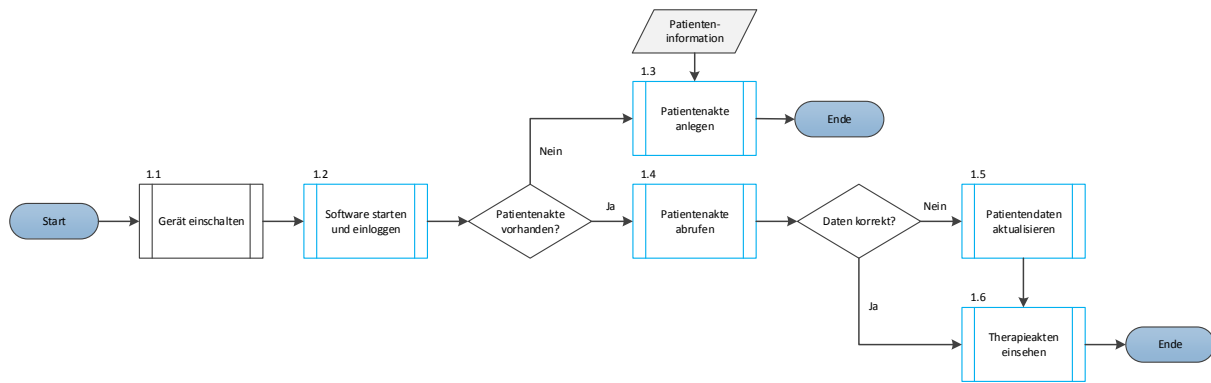 Patienten-
information
1.3
Patientenakte
anlegen
Ende
Nein
1.1
1.2
1.4
1.5
Start
Gerät einschalten
Software starten
und einloggen
Patientenakte
vorhanden?
Ja
Patientenakte
abrufen
Daten korrekt?
Nein
Patientendaten
aktualisieren
Ja
1.6
Therapieakten
einsehen
Ende